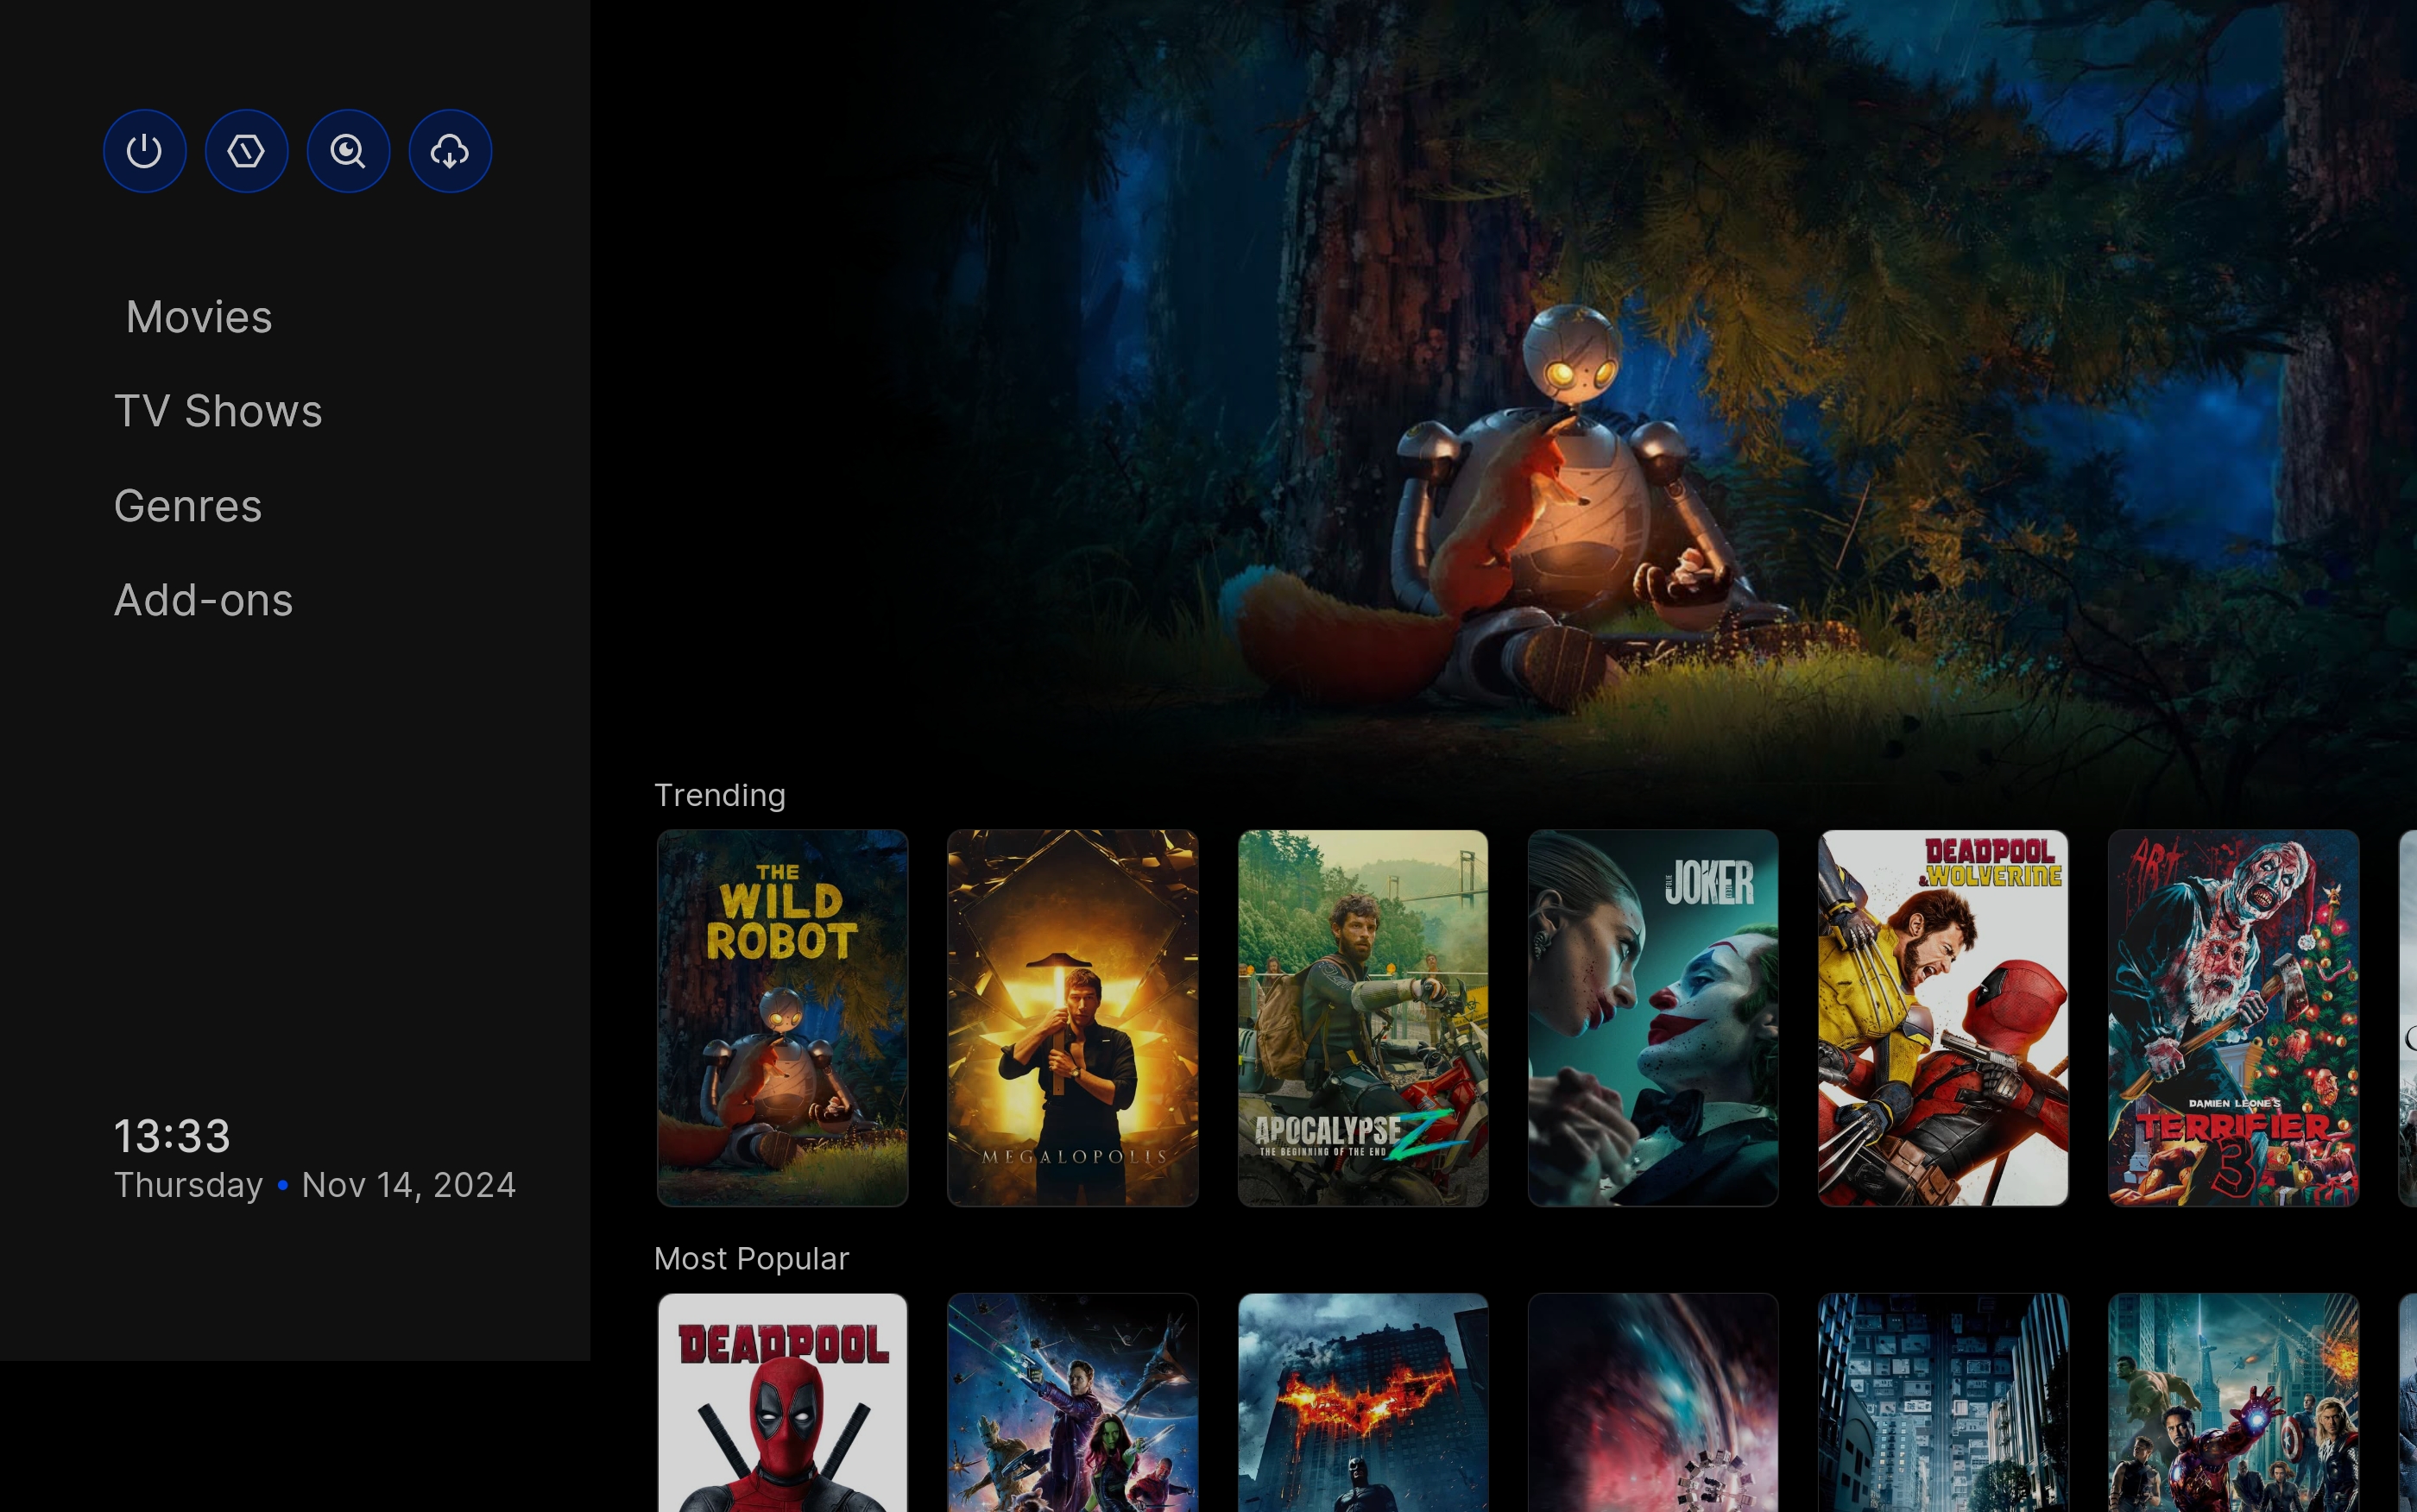 Movies
TV Shows
Genres
Add-ons
13:33
Thursday • Nov 14, 2024
Trending
THE
WILD
ROBOT
MEGALOPOLIS
APOCALYPSE Z
THE BEGINNING OF THE END
JOKER
DEADPOOL
& WOLVERINE
ART
DAMIEN LEONE'S
TERRIFIER
3
Most Popular
DEADPOOL